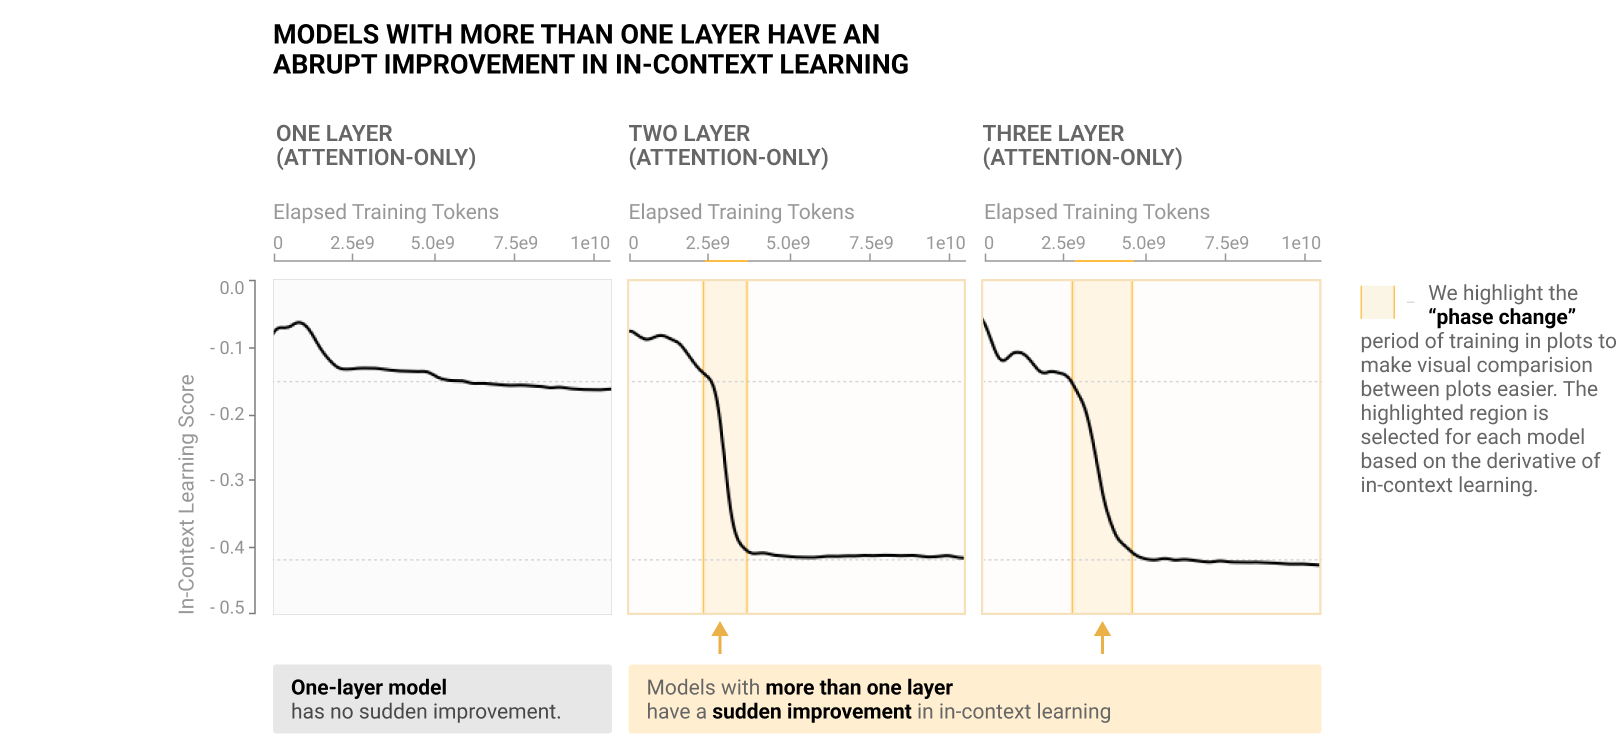 MODELS WITH MORE THAN ONE LAYER HAVE AN
ABRUPT IMPROVEMENT IN IN-CONTEXT LEARNING
ONE LAYER
(ATTENTION-ONLY)
TWO LAYER
(ATTENTION-ONLY)
THREE LAYER
(ATTENTION-ONLY)
Elapsed Training Tokens
0 2.5e9 5.0e9 7.5e9 1e10
Elapsed Training Tokens
0 2.5e9 5.0e9 7.5e9 1e10
Elapsed Training Tokens
0 2.5e9 5.0e9 7.5e9 1e10
In-Context Learning Score
0.0
- 0.1
- 0.2
- 0.3
- 0.4
- 0.5
We highlight the
“phase change”
period of training in plots to
make visual comparision
between plots easier. The
highlighted region is
selected for each model
based on the derivative of
in-context learning.
One-layer model
has no sudden improvement.
Models with more than one layer
have a sudden improvement in in-context learning